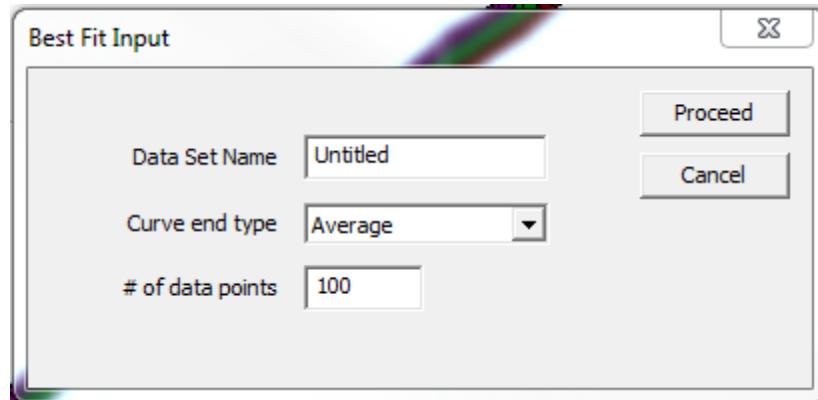 Best Fit Input
Proceed
Data Set Name Untitled
Cancel
Curve end type Average
# of data points 100